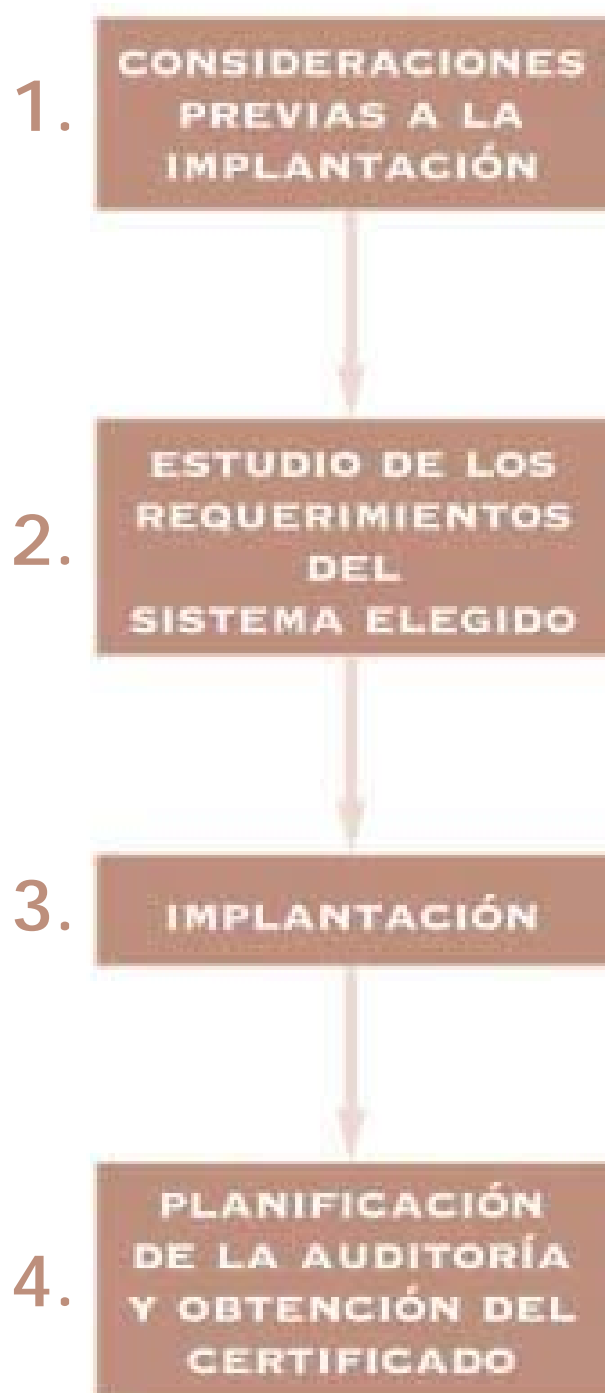 1.
CONSIDERACIONES
PREVIAS A LA
IMPLANTACIÓN
2.
ESTUDIO DE LOS
REQUERIMIENTOS
DEL
SISTEMA ELEGIDO
3.
IMPLANTACIÓN
4.
PLANIFICACIÓN
DE LA AUDITORÍA
Y OBTENCIÓN DEL
CERTIFICADO